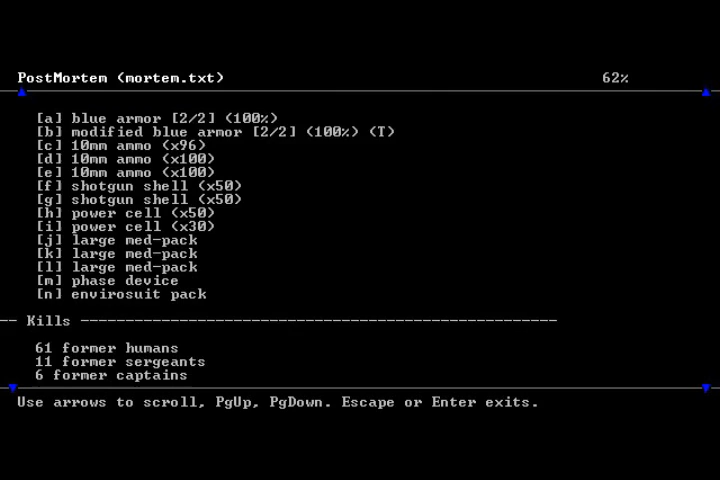 PostMortem (mortem.txt) 62%
[a] blue armor [2/2] (100%)
[b] modified blue armor [2/2] (100%) (T)
[c] 10mm ammo (x96)
[d] 10mm ammo (x100)
[e] 10mm ammo (x100)
[f] shotgun shell (x50)
[g] shotgun shell (x50)
[h] power cell (x50)
[i] power cell (x30)
[j] large med-pack
[k] large med-pack
[l] large med-pack
[m] phase device
[n] envirosuit pack
-- Kills -----------------------------------------------------
61 former humans
11 former sergeants
6 former captains
Use arrows to scroll, PgUp, PgDown. Escape or Enter exits.